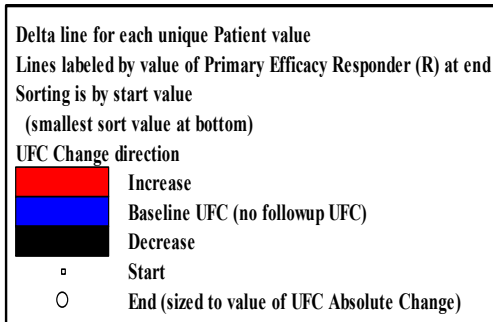 Delta line for each unique Patient value
Lines labeled by value of Primary Efficacy Responder (R) at end
Sorting is by start value
(smallest sort value at bottom)
UFC Change direction
Increase
Baseline UFC (no followup UFC)
Decrease
Start
End (sized to value of UFC Absolute Change)